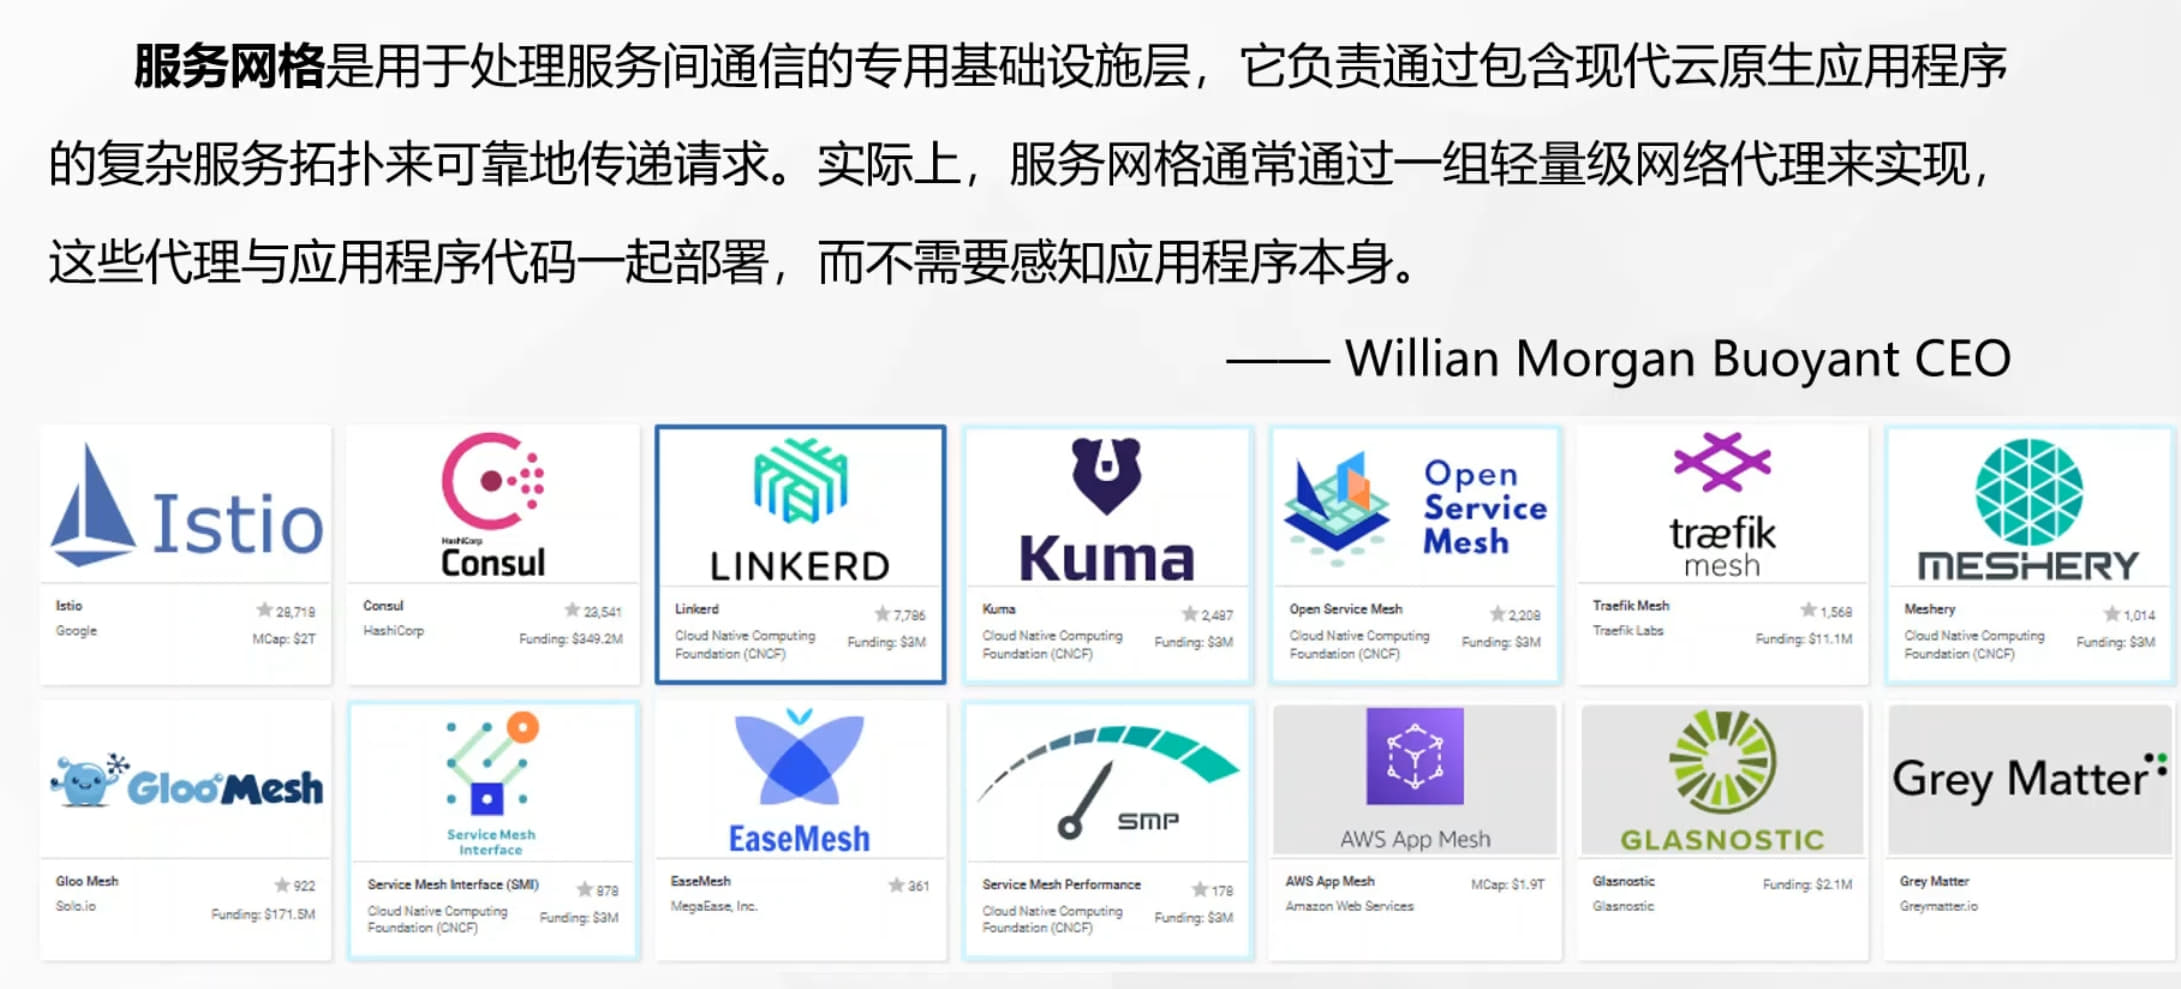 服务网格是用于处理服务间通信的专用基础设施层，它负责通过包含现代云原生应用程序
的复杂服务拓扑来可靠地传递请求。实际上，服务网格通常通过一组轻量级网络代理来实现，
这些代理与应用程序代码一起部署，而不需要感知应用程序本身。
—— Willian Morgan Buoyant CEO
Istio
Istio
28,718
Google
MCap: $2T
HashiCorp
Consul
Consul
23,541
HashiCorp
Funding: $349.2M
LINKERD
Linkerd
7,786
Cloud Native Computing
Foundation (CNCF)
Funding: $3M
Kuma
Kuma
2,487
Cloud Native Computing
Foundation (CNCF)
Funding: $3M
Open
Service
Mesh
Open Service Mesh
2,208
Cloud Native Computing
Foundation (CNCF)
Funding: $3M
træfik
mesh
Traefik Mesh
1,568
Traefik Labs
Funding: $11.1M
MESHERY
Meshery
1,014
Cloud Native Computing
Foundation (CNCF)
Funding: $3M
Gloo Mesh
Gloo Mesh
922
Solo.io
Funding: $171.5M
Service Mesh
Interface
Service Mesh Interface (SMI)
878
Cloud Native Computing
Foundation (CNCF)
Funding: $3M
EaseMesh
EaseMesh
361
MegaEase, Inc.
SMP
Service Mesh Performance
178
Cloud Native Computing
Foundation (CNCF)
Funding: $3M
AWS App Mesh
AWS App Mesh
MCap: $1.9T
Amazon Web Services
GLASNOSTIC
Glasnostic
Funding: $2.1M
Glasnostic
Grey Matter
Grey Matter
Greymatter.io